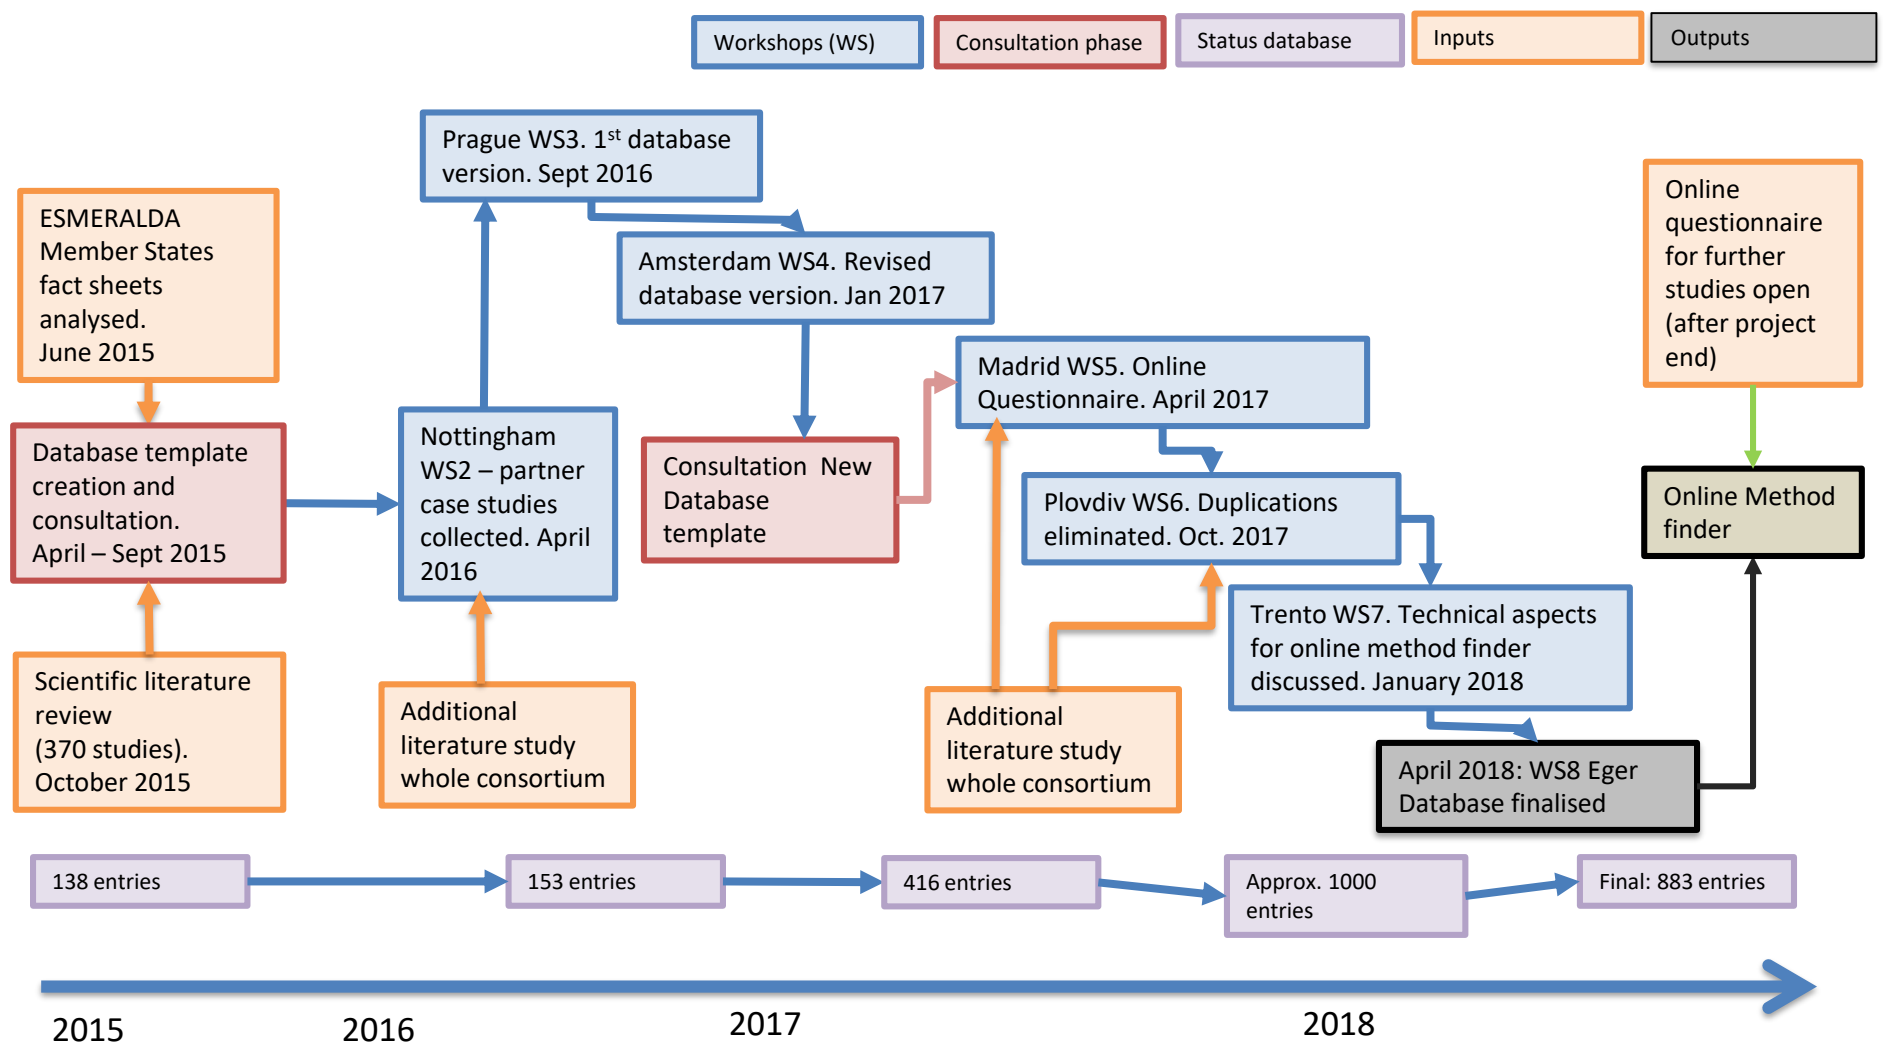 Workshops (WS)
Consultation phase
Status database
Inputs
Outputs
Prague WS3. 1st database
version. Sept 2016
ESMERALDA
Member States
fact sheets
analysed.
June 2015
Amsterdam WS4. Revised
database version. Jan 2017
Online
questionnaire
for further
studies open
(after project
end)
Madrid WS5. Online
Questionnaire. April 2017
Database template
creation and
consultation.
April – Sept 2015
Nottingham
WS2 – partner
case studies
collected. April
2016
Consultation  New
Database
template
Plovdiv WS6. Duplications
eliminated. Oct. 2017
Online Method
finder
Trento WS7. Technical aspects
for online method finder
discussed. January 2018
Scientific literature
review
(370 studies).
October 2015
Additional
literature study
whole consortium
Additional
literature study
whole consortium
April 2018: WS8 Eger
Database finalised
138 entries
153 entries
416 entries
Approx. 1000
entries
Final: 883 entries
2015
2016
2017
2018